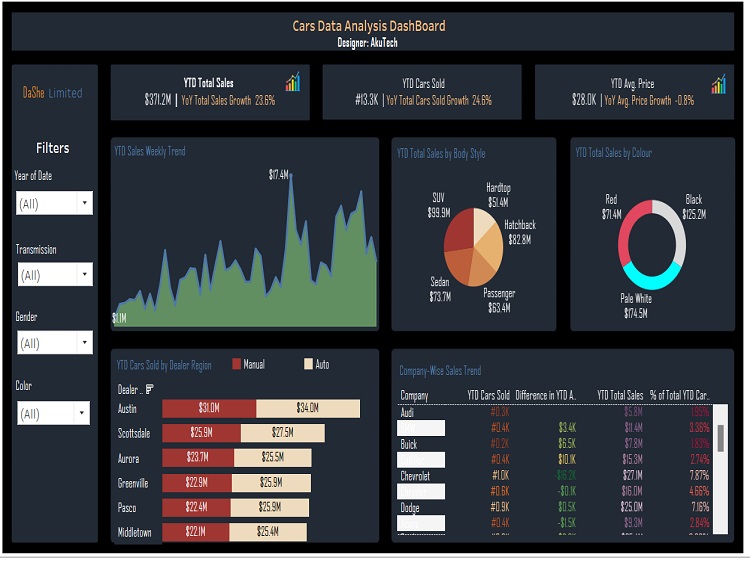 Cars Data Analysis DashBoard
Designer: AkuTech
DaShe Limited
Filters
Year of Date
(All)
Transmission
(All)
Gender
(All)
Color
(All)
YTD Total Sales
$371.2M | YoY Total Sales Growth 23.6%
YTD Cars Sold
#13.3K | YoY Total Cars Sold Growth 24.6%
YTD Avg. Price
$28.0K | YoY Avg. Price Growth -0.8%
YTD Sales Weekly Trend
$17.4M
$1.1M
YTD Total Sales by Body Style
Hardtop
$51.4M
SUV
$99.9M
Hatchback
$82.8M
Sedan
$73.7M
Passenger
$63.4M
YTD Total Sales by Colour
Red
$71.4M
Black
$125.2M
Pale White
$174.5M
YTD Cars Sold by Dealer Region
Manual
Auto
Dealer ..
Austin $31.0M $34.0M
Scottsdale $25.9M $27.5M
Aurora $23.7M $25.5M
Greenville $22.9M $25.9M
Pasco $22.4M $25.9M
Middletown $22.1M $25.4M
Company-Wise Sales Trend
Company YTD Cars Sold Difference in YTD A.. YTD Total Sales % of Total YTD Car..
Audi #0.3K $5.8M
#0.4K $3.4K $11.4M 3.36%
Buick #0.2K $6.5K $7.8M 1.83%
#0.4K $10.1K $15.3M 2.74%
Chevrolet #1.0K -$16.2K $27.1M 7.87%
#0.6K -$0.1K $16.0M 4.66%
Dodge #0.9K $0.5K $25.0M 7.16%
#0.4K -$1.5K $9.3M 2.84%